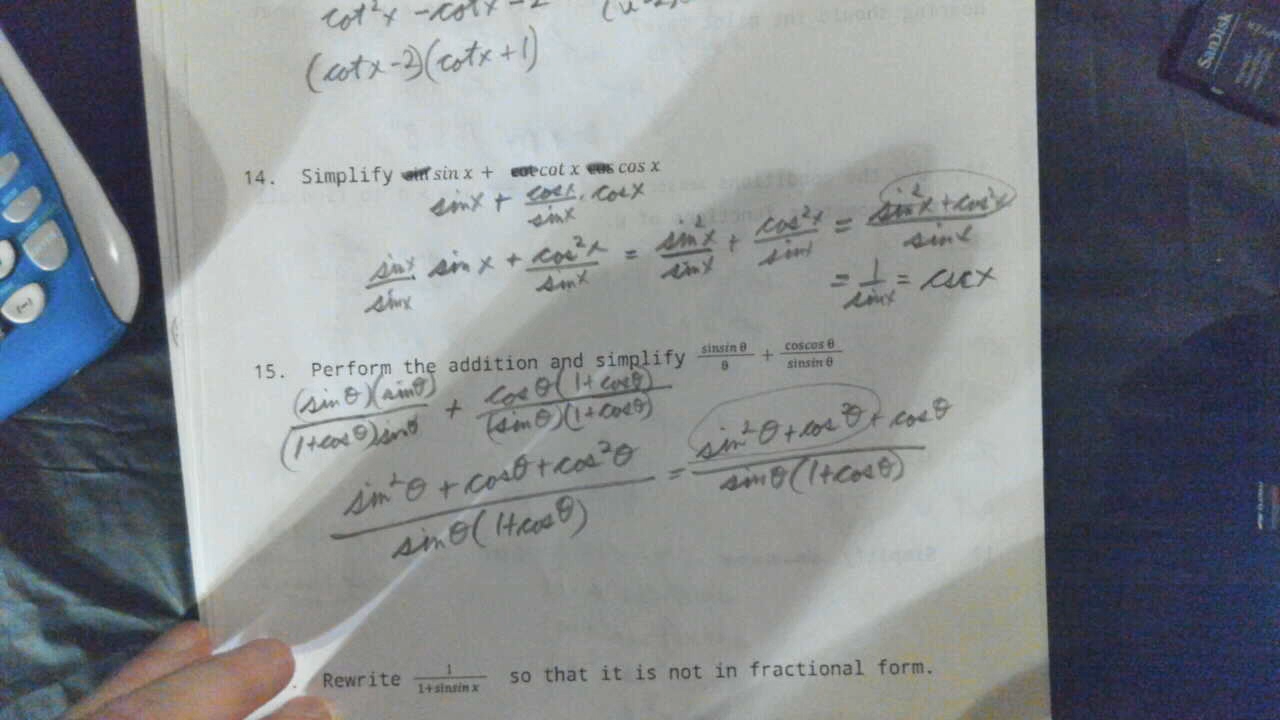 cot²x - cotx - 2
(cotx-2)(cotx+1)
14. Simplify sin sin x + cot cot x cos cos x
sinx + cosx/sinx · cosx
sinx/sinx · sinx + cos²x/sinx = sin²x/sinx + cos²x/sinx = sin²x + cos²x/sinx
= 1/sinx = cscx
15. Perform the addition and simplify sinsin θ/θ + coscos θ/sinsin θ
(sinθ)(sinθ)/(1+cosθ)sinθ + cosθ(1+cosθ)/(sinθ)(1+cosθ)
sin²θ + cosθ + cos²θ/sinθ(1+cosθ) = sin²θ + cos²θ + cosθ/sinθ(1+cosθ)
Rewrite 1/1+sinsin x so that it is not in fractional form.
SanDisk